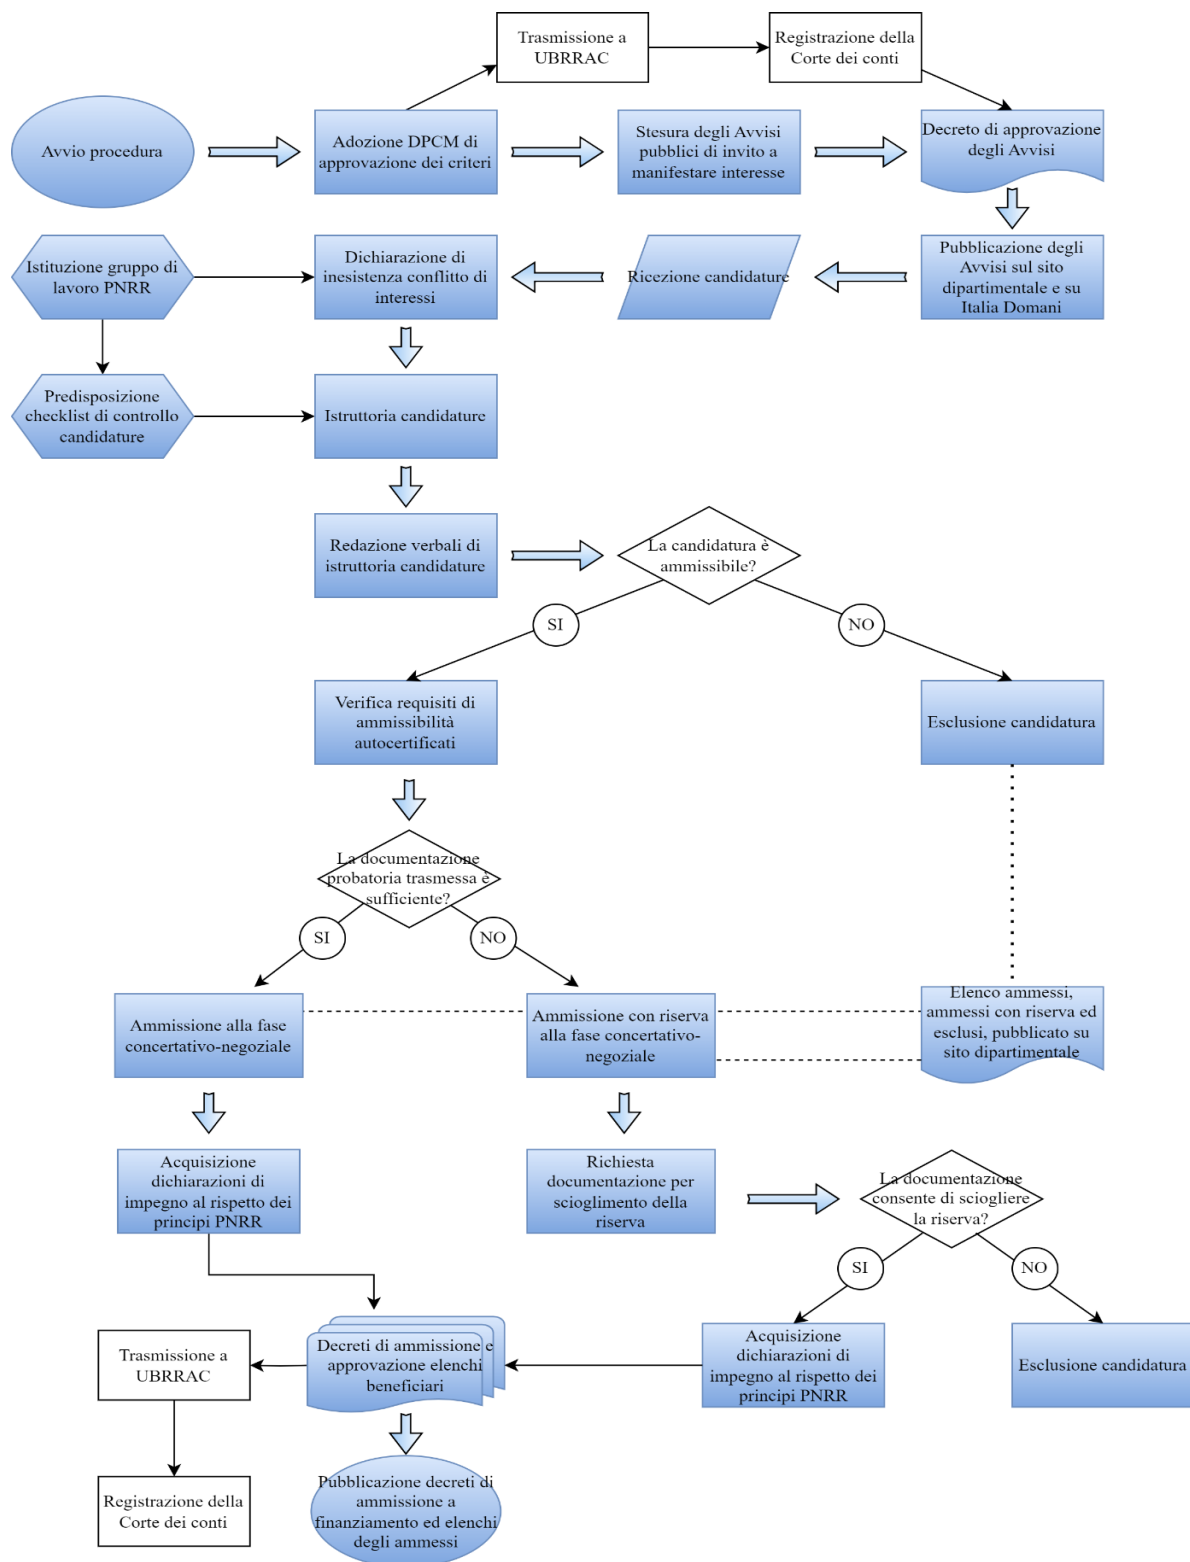 Trasmissione a
UBRRAC
Registrazione della
Corte dei conti
Avvio procedura
Adozione DPCM di
approvazione dei criteri
Stesura degli Avvisi
pubblici di invito a
manifestare interesse
Decreto di approvazione
degli Avvisi
Istituzione gruppo di
lavoro PNRR
Dichiarazione di
inesistenza conflitto di
interessi
Ricezione candidature
Pubblicazione degli
Avvisi sul sito
dipartimentale e su
Italia Domani
Predisposizione
checklist di controllo
candidature
Istruttoria candidature
Redazione verbali di
istruttoria candidature
La candidatura è
ammissibile?
SI
NO
Verifica requisiti di
ammissibilità
autocertificati
Esclusione candidatura
La documentazione
probatoria trasmessa è
sufficiente?
SI
NO
Ammissione alla fase
concertativo-negoziale
Ammissione con riserva
alla fase concertativo-
negoziale
Elenco ammessi,
ammessi con riserva ed
esclusi, pubblicato su
sito dipartimentale
Acquisizione
dichiarazioni di
impegno al rispetto dei
principi PNRR
Richiesta
documentazione per
scioglimento della
riserva
La documentazione
consente di sciogliere
la riserva?
SI
NO
Trasmissione a
UBRRAC
Decreti di ammissione e
approvazione elenchi
beneficiari
Acquisizione
dichiarazioni di
impegno al rispetto dei
principi PNRR
Esclusione candidatura
Registrazione della
Corte dei conti
Pubblicazione decreti di
ammissione a
finanziamento ed elenchi
degli ammessi